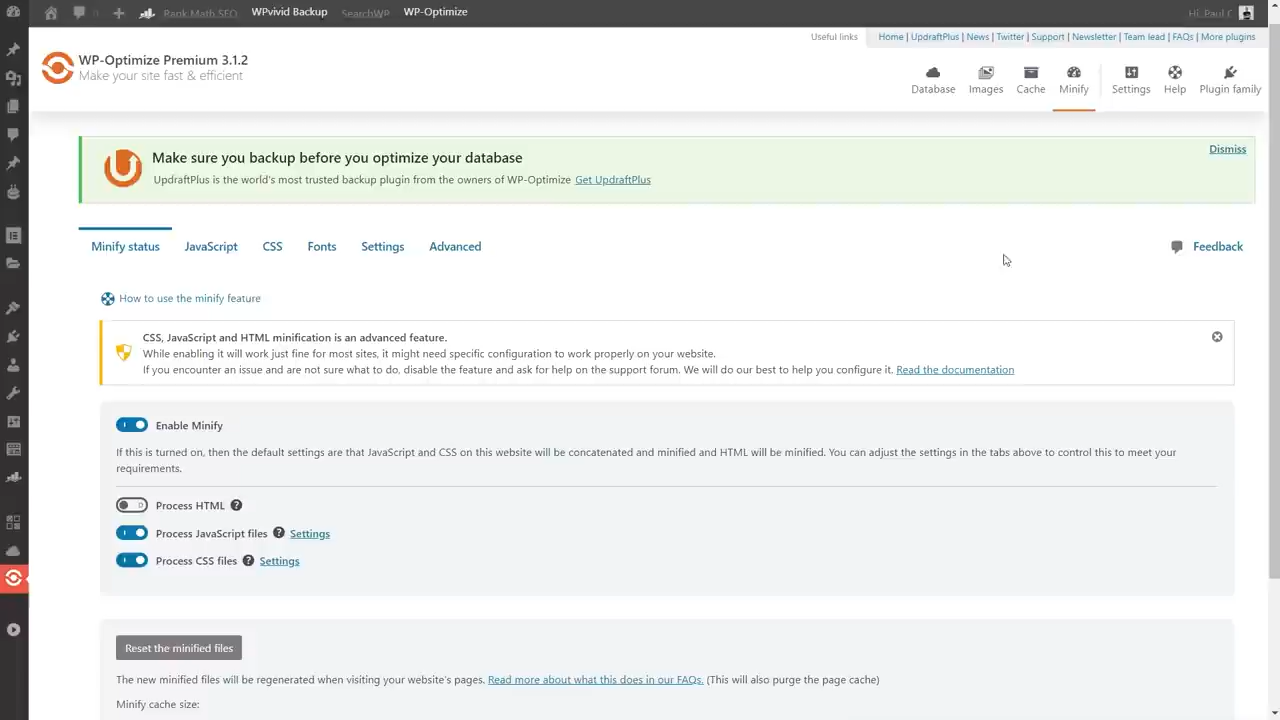 Rank Math SEO WPvivid Backup SearchWP WP-Optimize Hi, Paul C
Useful links Home | UpdraftPlus | News | Twitter | Support | Newsletter | Team lead | FAQs | More plugins
WP-Optimize Premium 3.1.2
Make your site fast & efficient
Database Images Cache Minify Settings Help Plugin family
Make sure you backup before you optimize your database
Dismiss
UpdraftPlus is the world's most trusted backup plugin from the owners of WP-Optimize Get UpdraftPlus
Minify status JavaScript CSS Fonts Settings Advanced Feedback
How to use the minify feature
CSS, JavaScript and HTML minification is an advanced feature.
While enabling it will work just fine for most sites, it might need specific configuration to work properly on your website.
If you encounter an issue and are not sure what to do, disable the feature and ask for help on the support forum. We will do our best to help you configure it. Read the documentation
Enable Minify
If this is turned on, then the default settings are that JavaScript and CSS on this website will be concatenated and minified and HTML will be minified. You can adjust the settings in the tabs above to control this to meet your
requirements.
Process HTML
Process JavaScript files Settings
Process CSS files Settings
Reset the minified files
The new minified files will be regenerated when visiting your website's pages. Read more about what this does in our FAQs. (This will also purge the page cache)
Minify cache size: